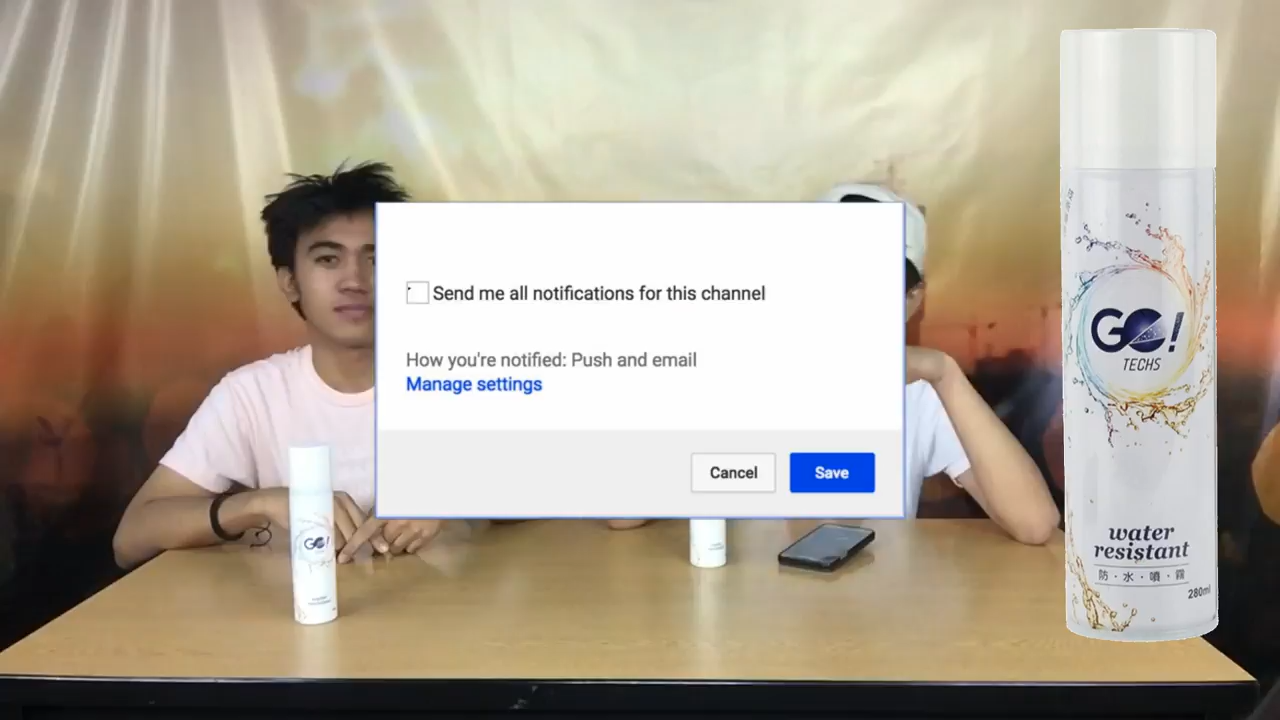 Send me all notifications for this channel
How you're notified: Push and email
Manage settings
Cancel
Save
GO!
TECHS
water
resistant
防·水·噴·霧
280ml
GO!